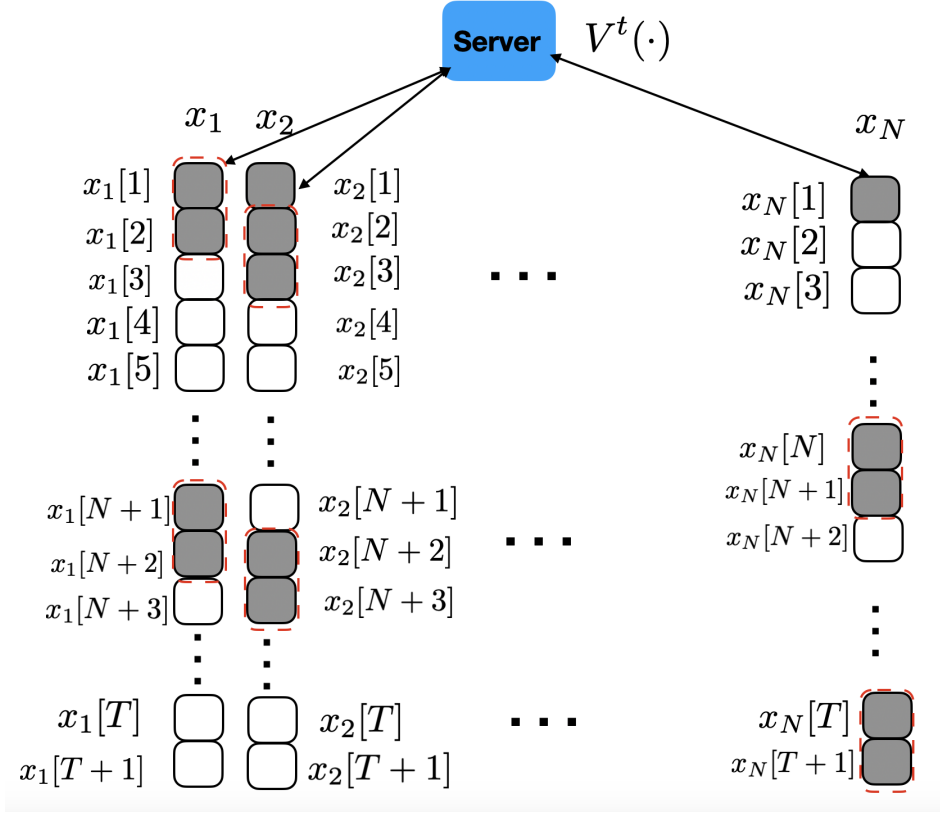 Server V^t(·)
x_1 x_2 x_N
x_1[1] x_2[1] x_N[1]
x_1[2] x_2[2] x_N[2]
x_1[3] x_2[3] x_N[3]
x_1[4] x_2[4]
x_1[5] x_2[5]
x_N[N]
x_1[N + 1] x_2[N + 1] x_N[N + 1]
x_1[N + 2] x_2[N + 2] x_N[N + 2]
x_1[N + 3] x_2[N + 3]
x_1[T] x_2[T] x_N[T]
x_1[T + 1] x_2[T + 1] x_N[T + 1]